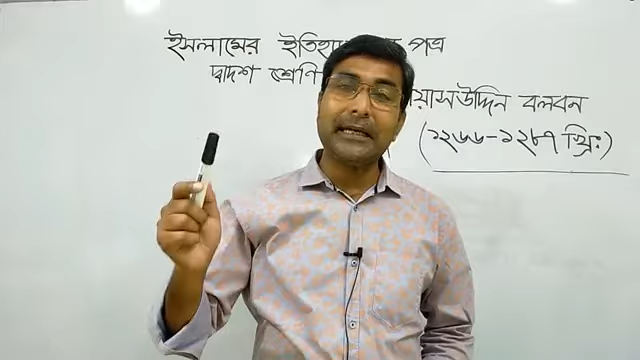 ইসলামের পত্র
দ্বাদশ শ্রেণি
বলবন
(১২৬৬-১২৮৭ খ্রিঃ)